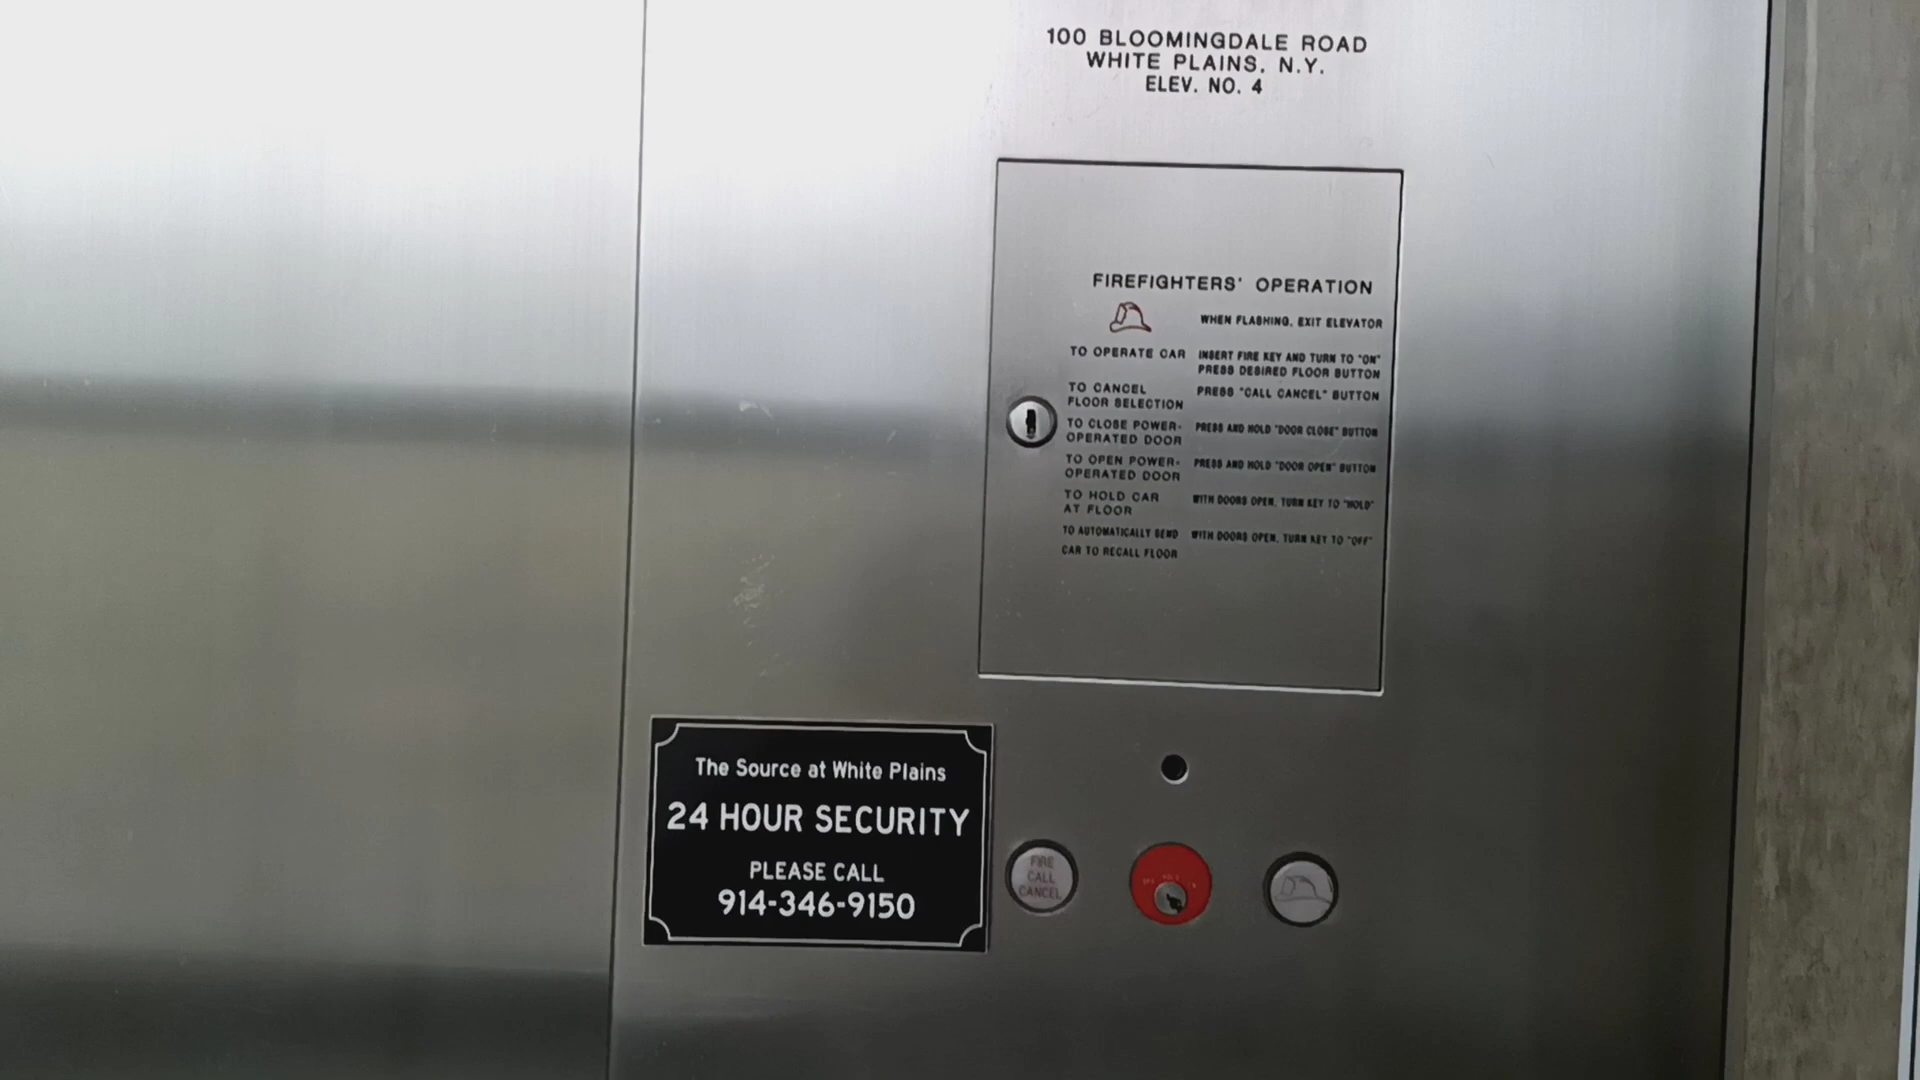 100 BLOOMINGDALE ROAD
WHITE PLAINS, N.Y.
ELEV. NO. 4
FIREFIGHTERS' OPERATION
WHEN FLASHING, EXIT ELEVATOR
TO OPERATE CAR INSERT FIRE KEY AND TURN TO "ON"
PRESS DESIRED FLOOR BUTTON
TO CANCEL PRESS "CALL CANCEL" BUTTON
FLOOR SELECTION
TO CLOSE POWER- PRESS AND HOLD "DOOR CLOSE" BUTTON
OPERATED DOOR
TO OPEN POWER- PRESS AND HOLD "DOOR OPEN" BUTTON
OPERATED DOOR
TO HOLD CAR WITH DOORS OPEN, TURN KEY TO "HOLD"
AT FLOOR
TO AUTOMATICALLY SEND WITH DOORS OPEN, TURN KEY TO "OFF"
CAR TO RECALL FLOOR
The Source at White Plains
24 HOUR SECURITY
PLEASE CALL
914-346-9150
FIRE
CALL
CANCEL